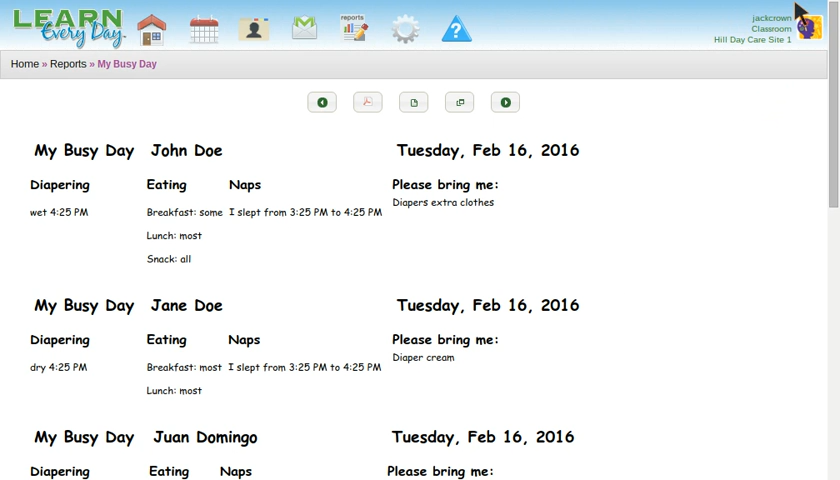 LEARN
Every Day
reports
jackcrown
Classroom
Hill Day Care Site 1
Home » Reports » My Busy Day
My Busy Day John Doe Tuesday, Feb 16, 2016
Diapering Eating Naps Please bring me:
Diapers extra clothes
wet 4:25 PM Breakfast: some I slept from 3:25 PM to 4:25 PM
Lunch: most
Snack: all
My Busy Day Jane Doe Tuesday, Feb 16, 2016
Diapering Eating Naps Please bring me:
Diaper cream
dry 4:25 PM Breakfast: most I slept from 3:25 PM to 4:25 PM
Lunch: most
My Busy Day Juan Domingo Tuesday, Feb 16, 2016
Diapering Eating Naps Please bring me: